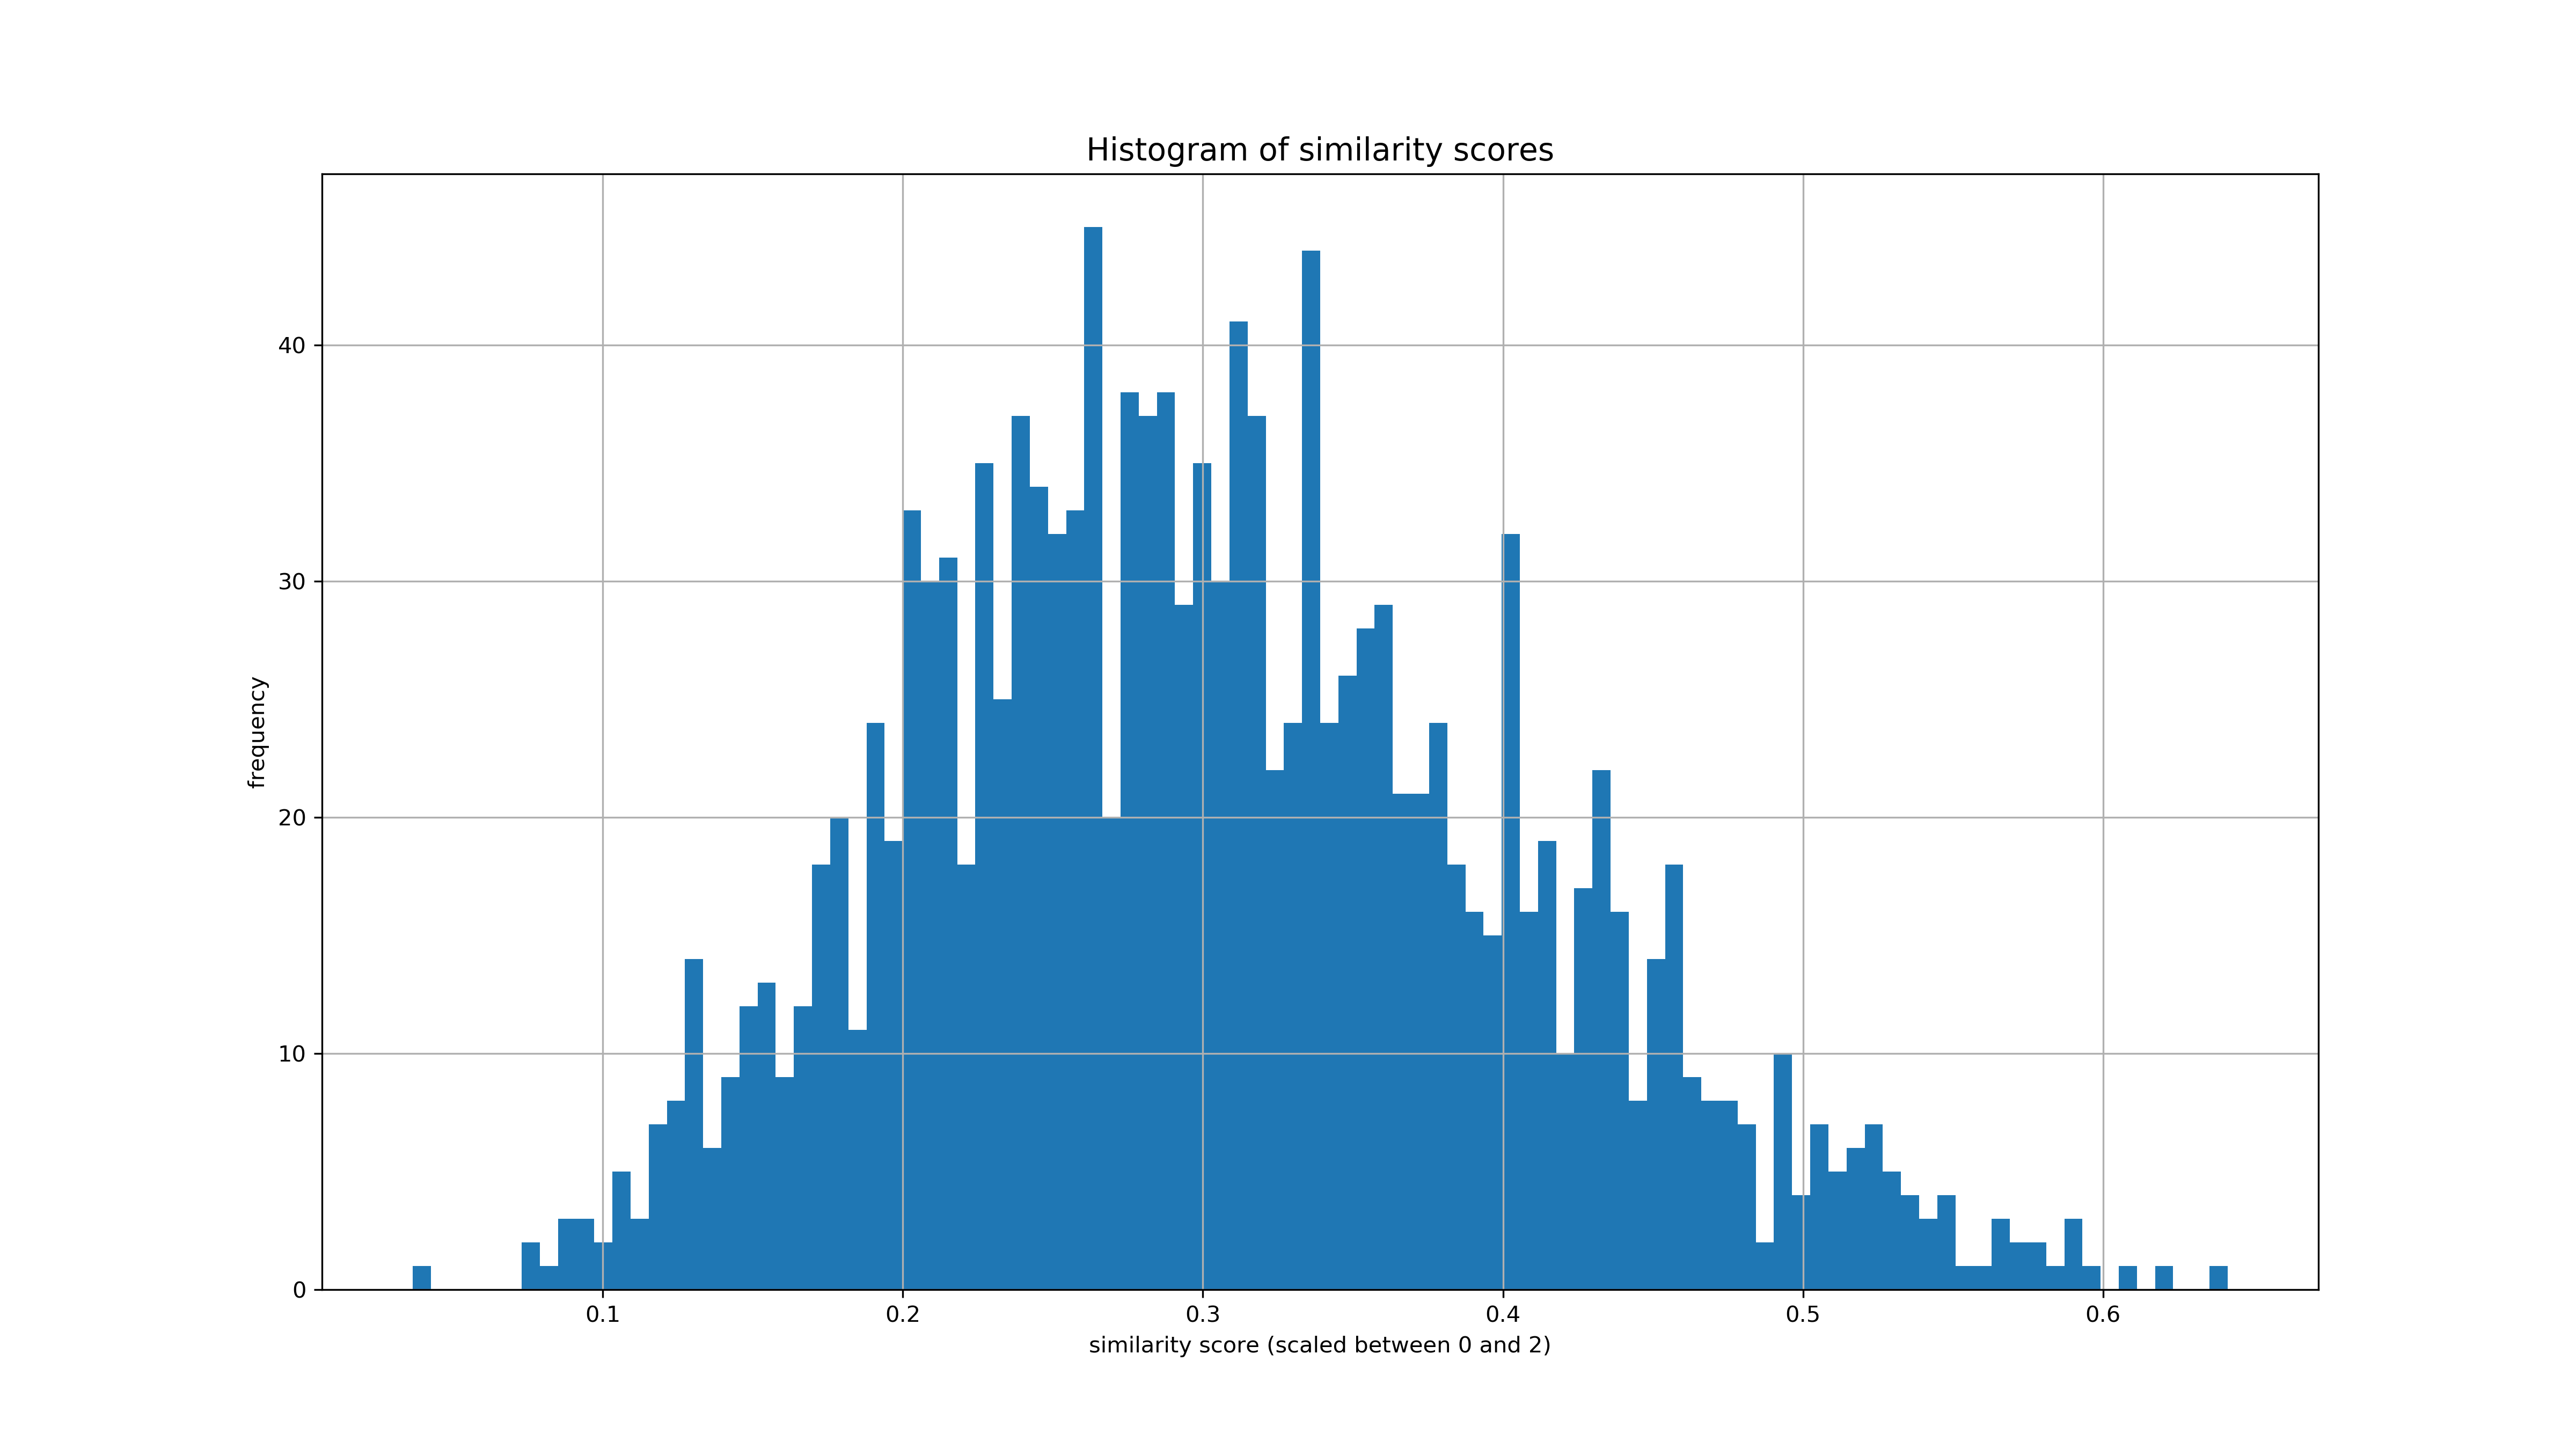 Histogram of similarity scores
40
30
20
10
0
frequency
0.1 0.2 0.3 0.4 0.5 0.6
similarity score (scaled between 0 and 2)